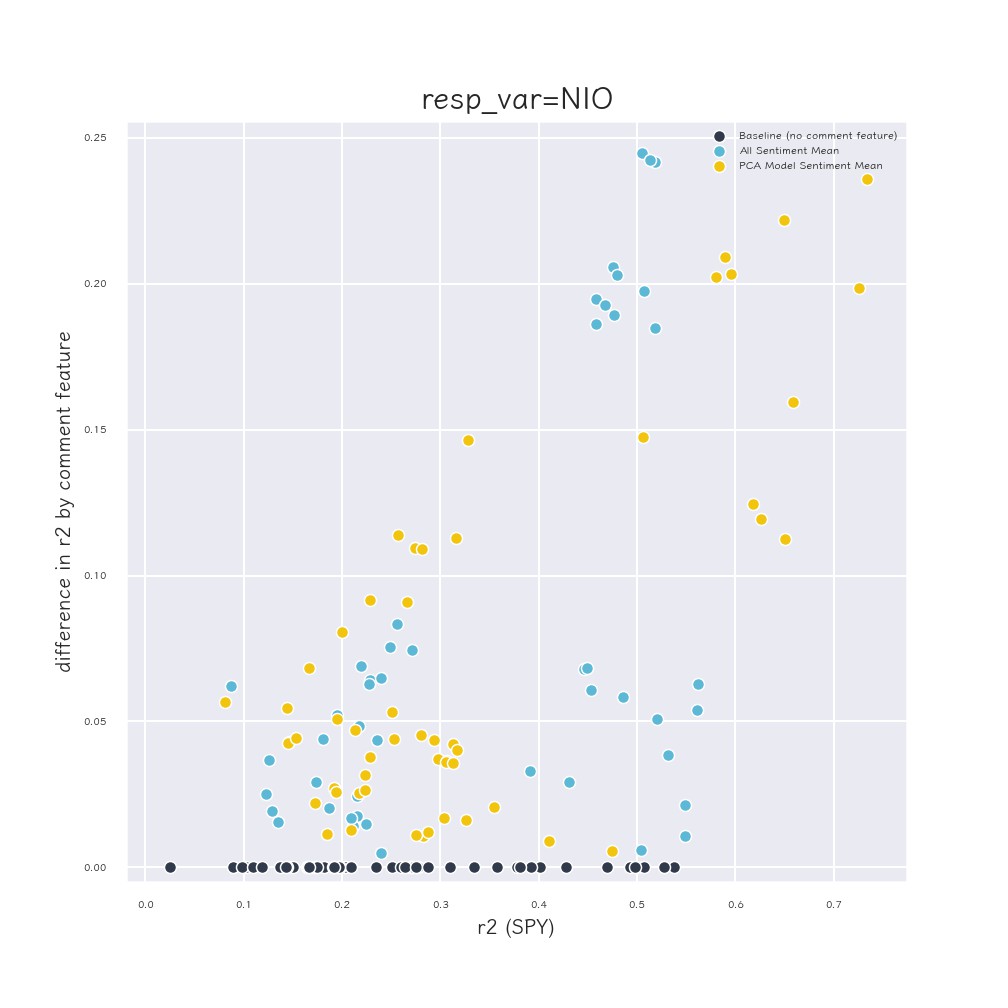 resp_var=NIO
Baseline (no comment feature)
All Sentiment Mean
PCA Model Sentiment Mean
difference in r2 by comment feature
0.25
0.20
0.15
0.10
0.05
0.00
0.0 0.1 0.2 0.3 0.4 0.5 0.6 0.7
r2 (SPY)